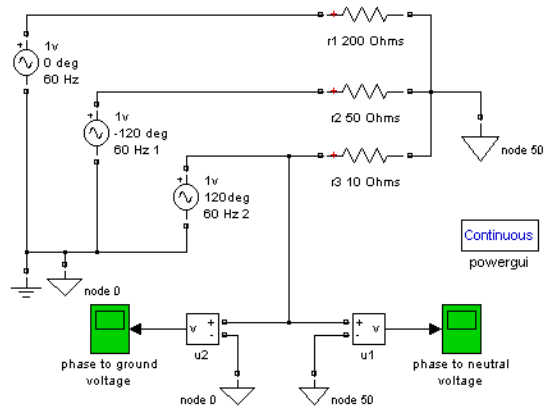 1v
0 deg
60 Hz
r1 200 Ohms
1v
-120 deg
60 Hz 1
r2 50 Ohms
node 50
1v
120deg
60 Hz 2
r3 10 Ohms
Continuous
powergui
node 0
v
+
-
u2
+
-
v
u1
phase to ground
voltage
phase to neutral
voltage
node 0
node 50